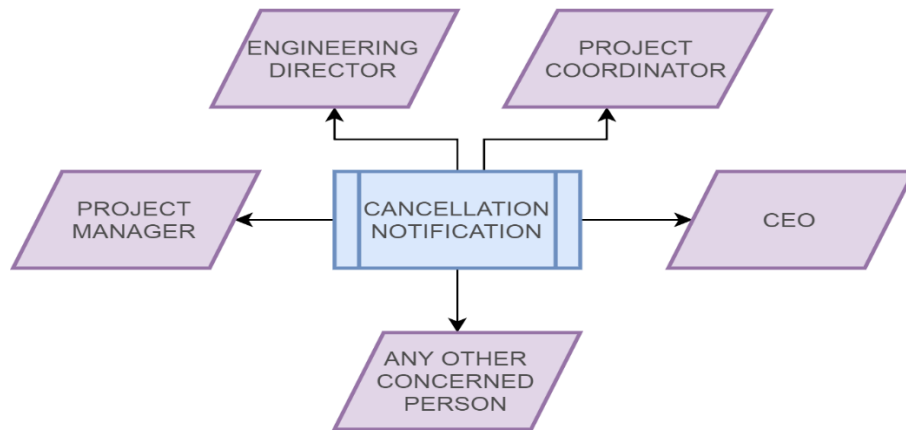 ENGINEERING
DIRECTOR
PROJECT
COORDINATOR
PROJECT
MANAGER
CANCELLATION
NOTIFICATION
CEO
ANY OTHER
CONCERNED
PERSON